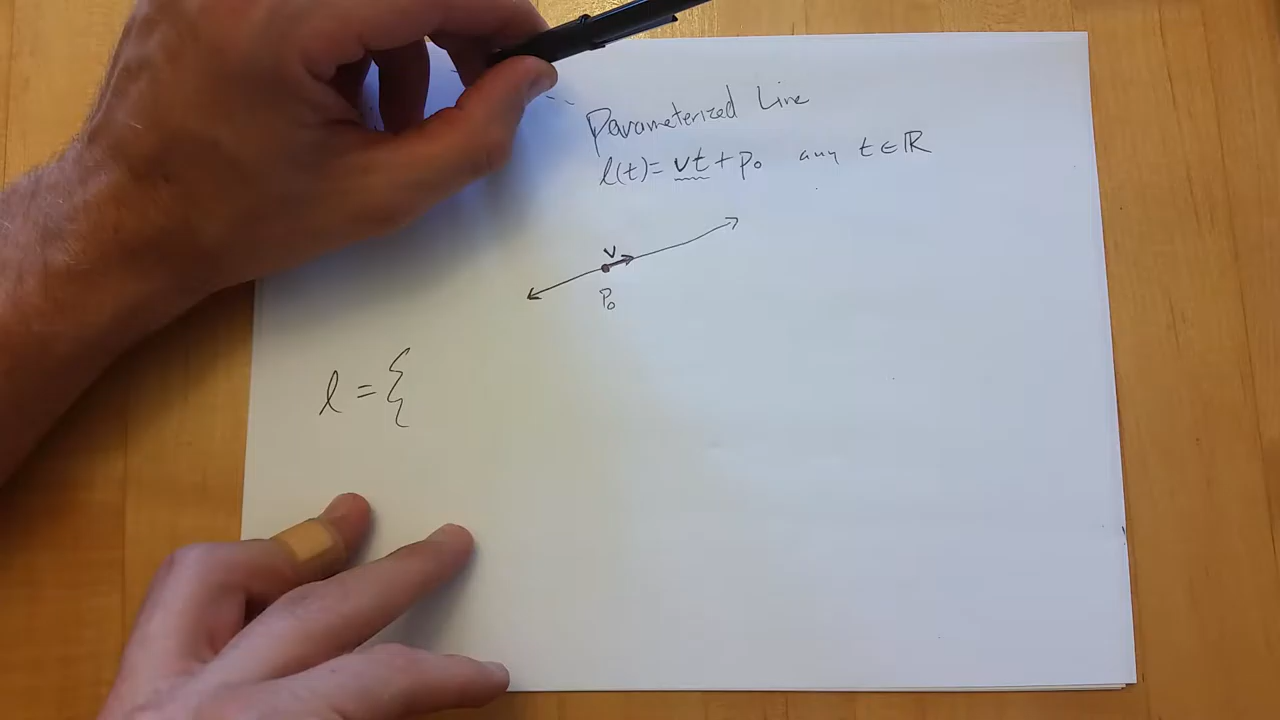 Parameterized Line
l(t) = vt + p₀ any t ∈ ℝ
v
p₀
l = {